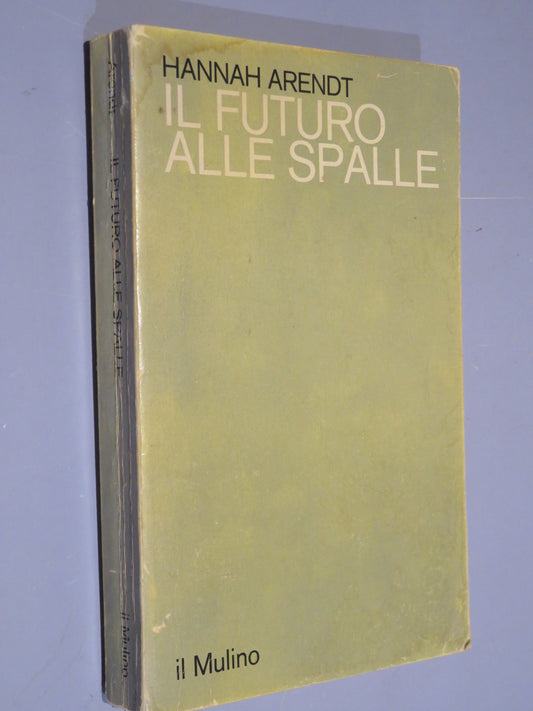 HANNAH ARENDT
IL FUTURO
ALLE SPALLE
il Mulino
Arendt IL FUTURO ALLE SPALLE il Mulino